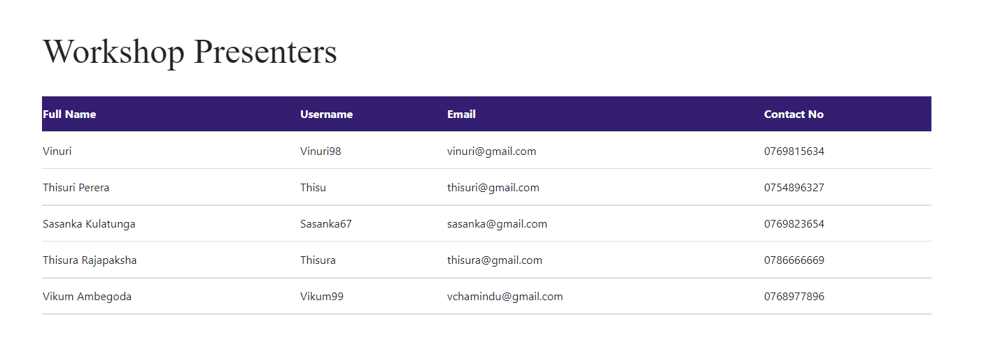 Workshop Presenters
Full Name Username Email Contact No
Vinuri Vinuri98 vinuri@gmail.com 0769815634
Thisuri Perera Thisu thisuri@gmail.com 0754896327
Sasanka Kulatunga Sasanka67 sasanka@gmail.com 0769823654
Thisura Rajapaksha Thisura thisura@gmail.com 0786666669
Vikum Ambegoda Vikum99 vchamindu@gmail.com 0768977896